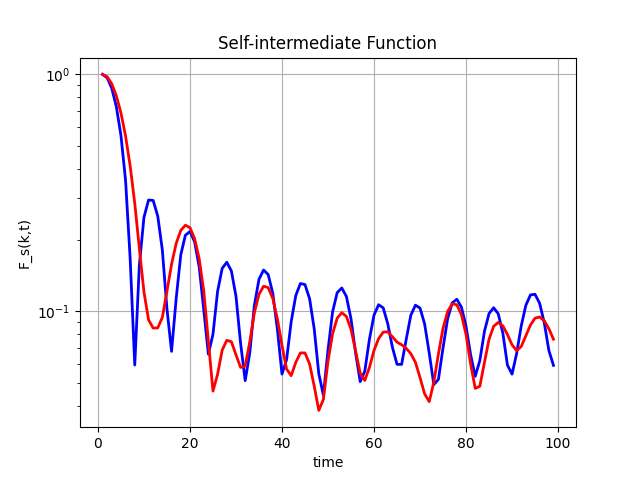 Self-intermediate Function
10⁰
10⁻¹
F_s(k,t)
0 20 40 60 80 100
time